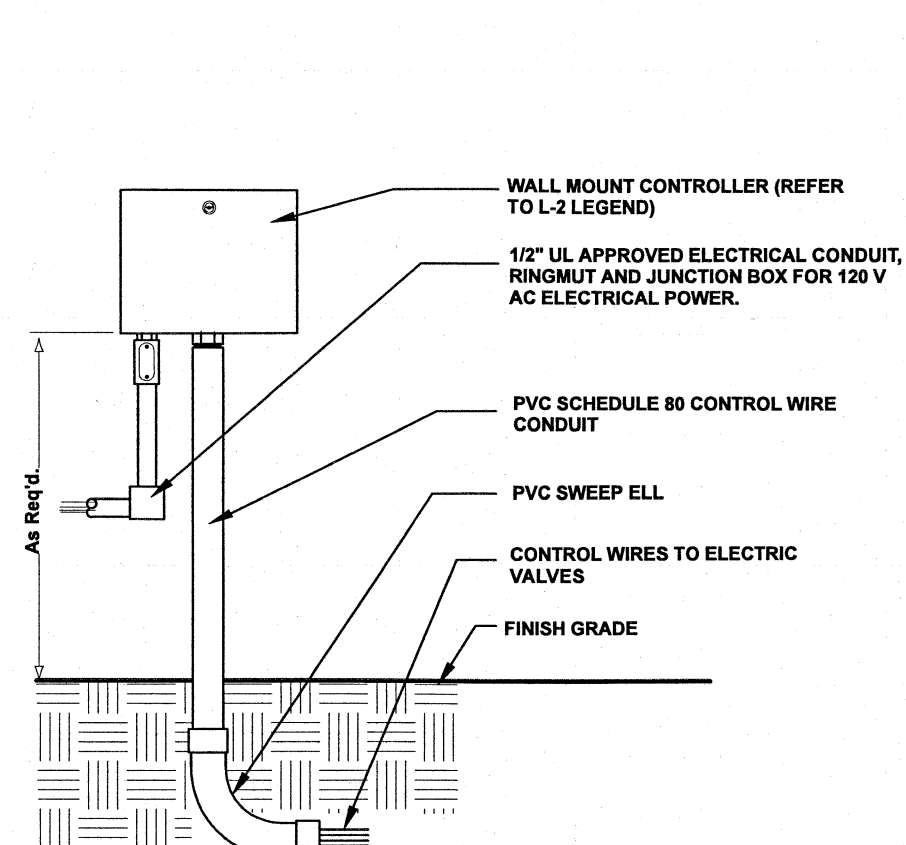 WALL MOUNT CONTROLLER (REFER
TO L-2 LEGEND)
1/2" UL APPROVED ELECTRICAL CONDUIT,
RINGMUT AND JUNCTION BOX FOR 120 V
AC ELECTRICAL POWER.
PVC SCHEDULE 80 CONTROL WIRE
CONDUIT
As Req'd.
PVC SWEEP ELL
CONTROL WIRES TO ELECTRIC
VALVES
FINISH GRADE